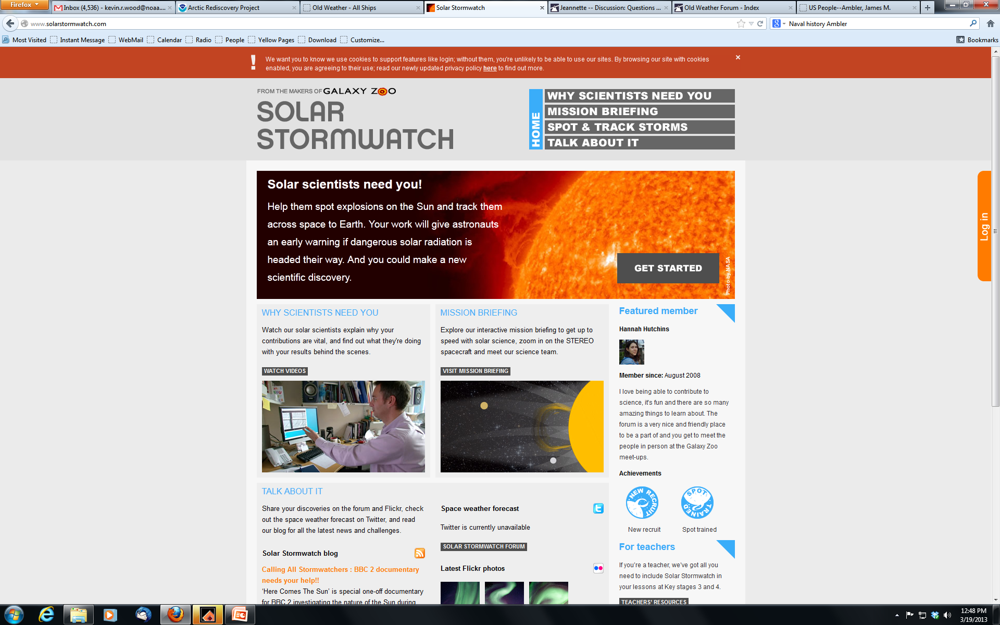 Firefox
Inbox (4,536) - kevin.r.wood@noaa....
Arctic Rediscovery Project
Old Weather - All Ships
Solar Stormwatch
Jeannette -- Discussion: Questions ...
Old Weather Forum - Index
US People--Ambler, James M.
www.solarstormwatch.com
Naval history Ambler
Most Visited
Instant Message
WebMail
Calendar
Radio
People
Yellow Pages
Download
Customize...
Bookmarks
We want you to know we use cookies to support features like login; without them, you're unlikely to be able to use our sites. By browsing our site with cookies
enabled, you are agreeing to their use; read our newly updated privacy policy here to find out more.
FROM THE MAKERS OF GALAXY ZOO
SOLAR
STORMWATCH
HOME
WHY SCIENTISTS NEED YOU
MISSION BRIEFING
SPOT & TRACK STORMS
TALK ABOUT IT
Log in
Solar scientists need you!
Help them spot explosions on the Sun and track them
across space to Earth. Your work will give astronauts
an early warning if dangerous solar radiation is
headed their way. And you could make a new
scientific discovery.
GET STARTED
Photo by NASA
WHY SCIENTISTS NEED YOU
Watch our solar scientists explain why your
contributions are vital, and find out what they're doing
with your results behind the scenes.
WATCH VIDEOS
MISSION BRIEFING
Explore our interactive mission briefing to get up to
speed with solar science, zoom in on the STEREO
spacecraft and meet our science team.
VISIT MISSION BRIEFING
Featured member
Hannah Hutchins
Member since: August 2008
I love being able to contribute to
science, it's fun and there are so many
amazing things to learn about. The
forum is a very nice and friendly place
to be a part of and you get to meet the
people in person at the Galaxy Zoo
meet-ups.
Achievements
NEW RECRUIT
SPOT TRAINED
New recruit
Spot trained
TALK ABOUT IT
Share your discoveries on the forum and Flickr, check
out the space weather forecast on Twitter, and read
our blog for all the latest news and challenges.
Solar Stormwatch blog
Calling All Stormwatchers : BBC 2 documentary
needs your help!!
'Here Comes The Sun' is special one-off documentary
for BBC 2 investigating the nature of the Sun during
Space weather forecast
Twitter is currently unavailable
SOLAR STORMWATCH FORUM
Latest Flickr photos
For teachers
If you're a teacher, we've got all you
need to include Solar Stormwatch in
your lessons at Key stages 3 and 4.
TEACHERS' RESOURCES
12:48 PM
3/19/2013